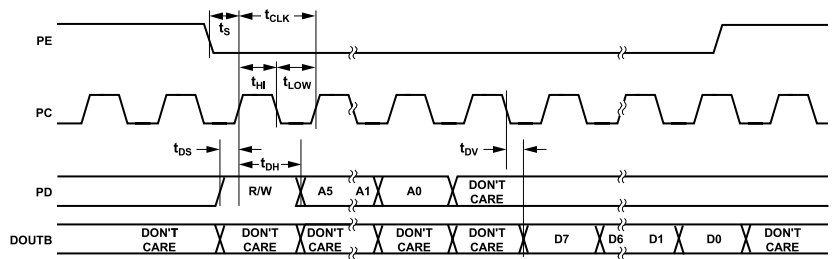 tS
tCLK
PE
tHI
tLOW
PC
tDS
tDH
tDV
PD
R/W
A5
A1
A0
DON'T
CARE
DOUTB
DON'T
CARE
DON'T
CARE
DON'T
CARE
DON'T
CARE
DON'T
CARE
D7
D6
D1
D0
DON'T
CARE